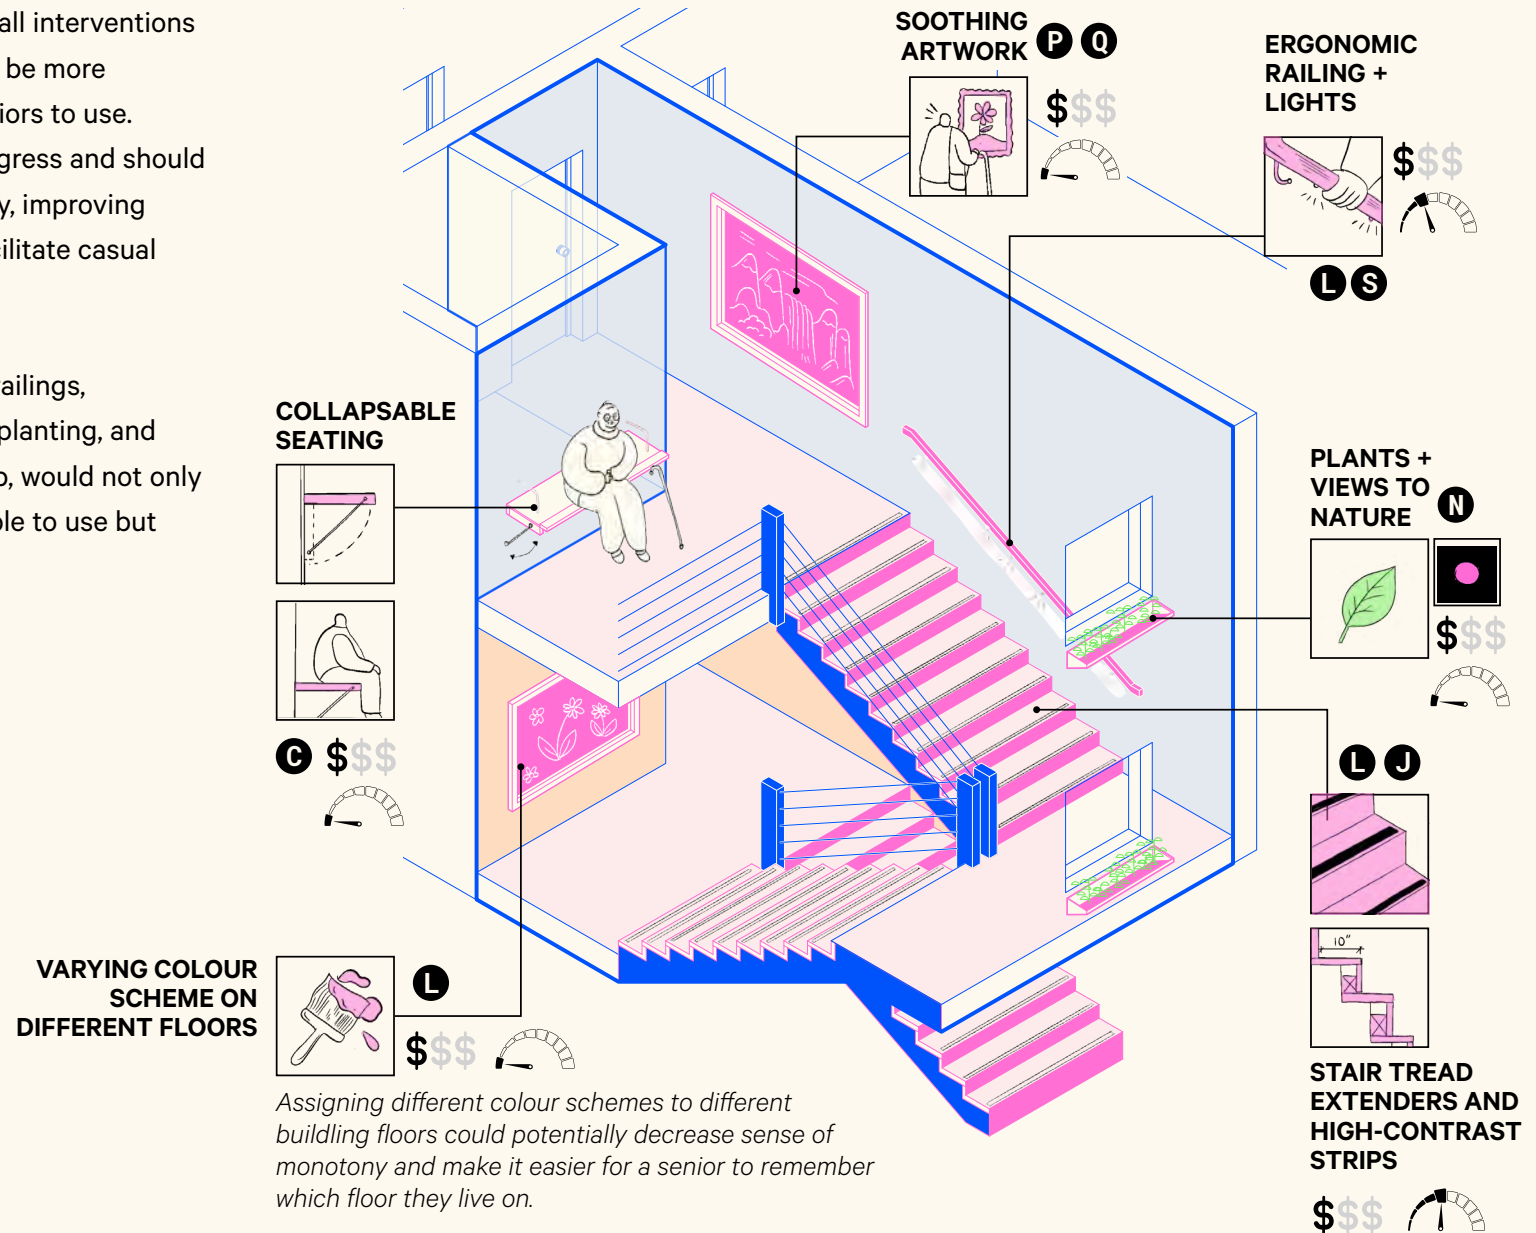 all interventions
be more
iors to use.
gress and should
y, improving
cilitate casual
ailings,
planting, and
would not only
ble to use but
SOOTHING
ARTWORK P Q
$$$
ERGONOMIC
RAILING +
LIGHTS
$$$
L S
COLLAPSABLE
SEATING
C $$$
PLANTS +
VIEWS TO
NATURE N
$$$
L J
10"
STAIR TREAD
EXTENDERS AND
HIGH-CONTRAST
STRIPS
$$$
VARYING COLOUR
SCHEME ON
DIFFERENT FLOORS
L
$$$
Assigning different colour schemes to different
buildling floors could potentially decrease sense of
monotony and make it easier for a senior to remember
which floor they live on.